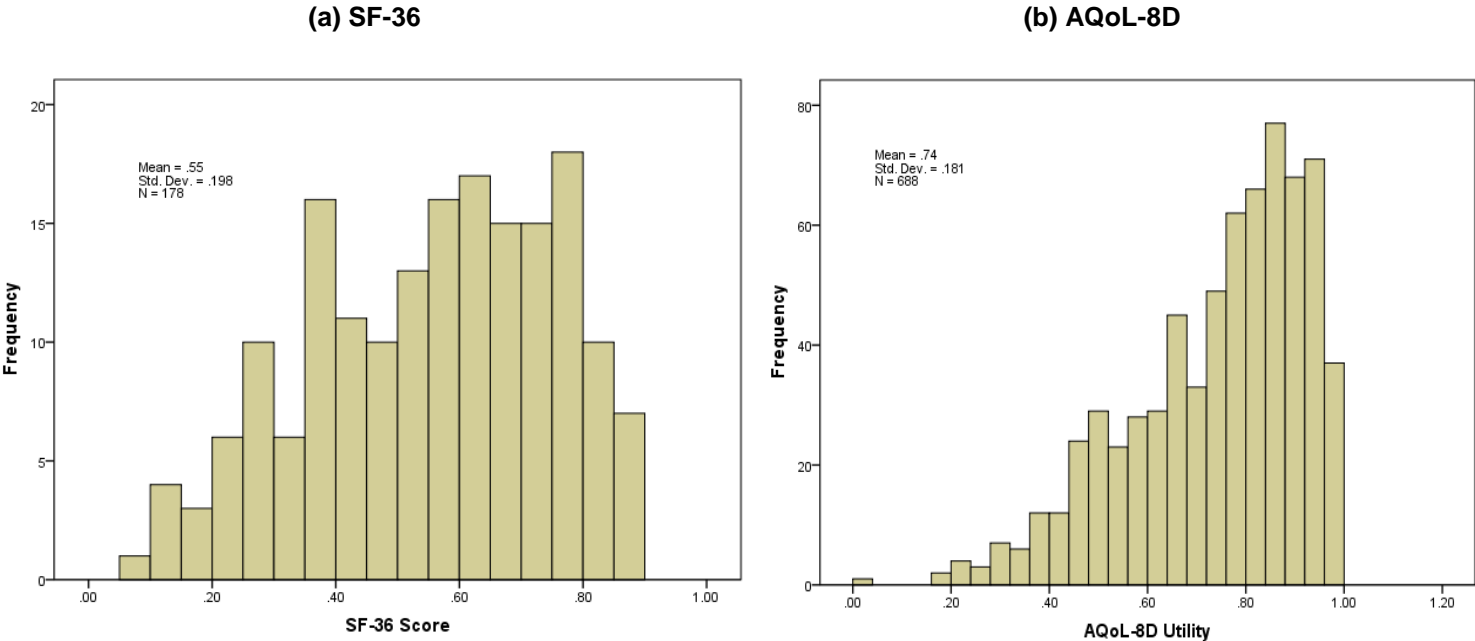 (a) SF-36
(b) AQoL-8D
20
15
10
5
0
Frequency
Mean = .55
Std. Dev. = .198
N = 178
.00 .20 .40 .60 .80 1.00
SF-36 Score
80
60
40
20
0
Frequency
Mean = .74
Std. Dev. = .181
N = 688
.00 .20 .40 .60 .80 1.00 1.20
AQoL-8D Utility